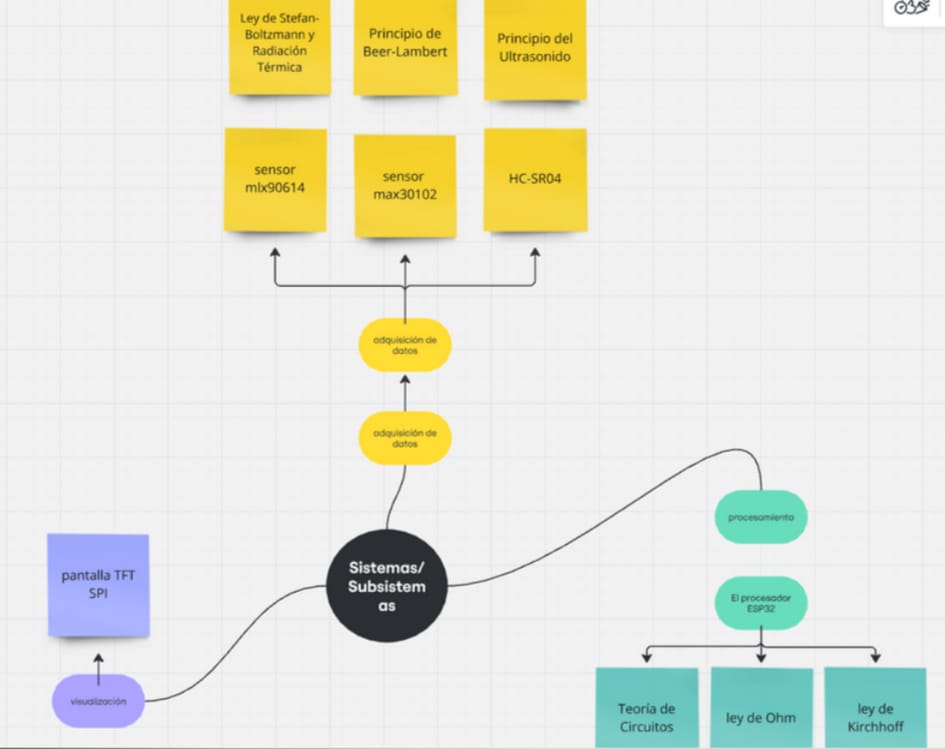 Ley de Stefan-
Boltzmann y
Radiación
Térmica
Principio de
Beer-Lambert
Principio del
Ultrasonido
sensor
mlx90614
sensor
max30102
HC-SR04
adquisición de
datos
adquisición de
datos
Sistemas/
Subsistem
as
procesamiento
El procesador
ESP32
Teoría de
Circuitos
ley de Ohm
ley de
Kirchhoff
pantalla TFT
SPI
visualización